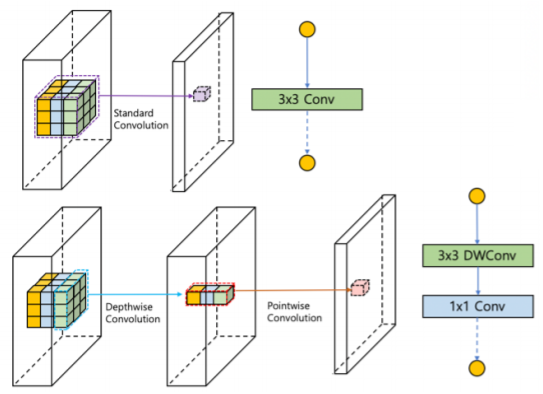 Standard
Convolution
3x3 Conv
Depthwise
Convolution
Pointwise
Convolution
3x3 DWConv
1x1 Conv